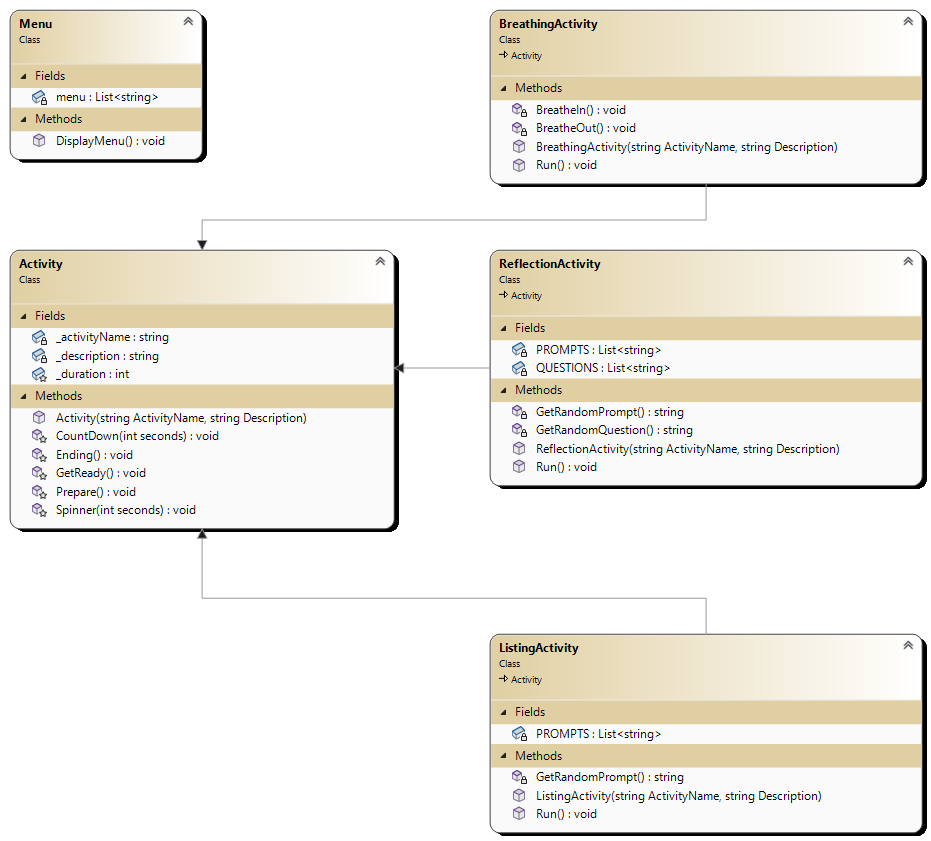 Menu
Class
Fields
menu : List<string>
Methods
DisplayMenu() : void
BreathingActivity
Class
Activity
Methods
BreatheIn() : void
BreatheOut() : void
BreathingActivity(string ActivityName, string Description)
Run() : void
Activity
Class
Fields
_activityName : string
_description : string
_duration : int
Methods
Activity(string ActivityName, string Description)
CountDown(int seconds) : void
Ending() : void
GetReady() : void
Prepare() : void
Spinner(int seconds) : void
ReflectionActivity
Class
Activity
Fields
PROMPTS : List<string>
QUESTIONS : List<string>
Methods
GetRandomPrompt() : string
GetRandomQuestion() : string
ReflectionActivity(string ActivityName, string Description)
Run() : void
ListingActivity
Class
Activity
Fields
PROMPTS : List<string>
Methods
GetRandomPrompt() : string
ListingActivity(string ActivityName, string Description)
Run() : void